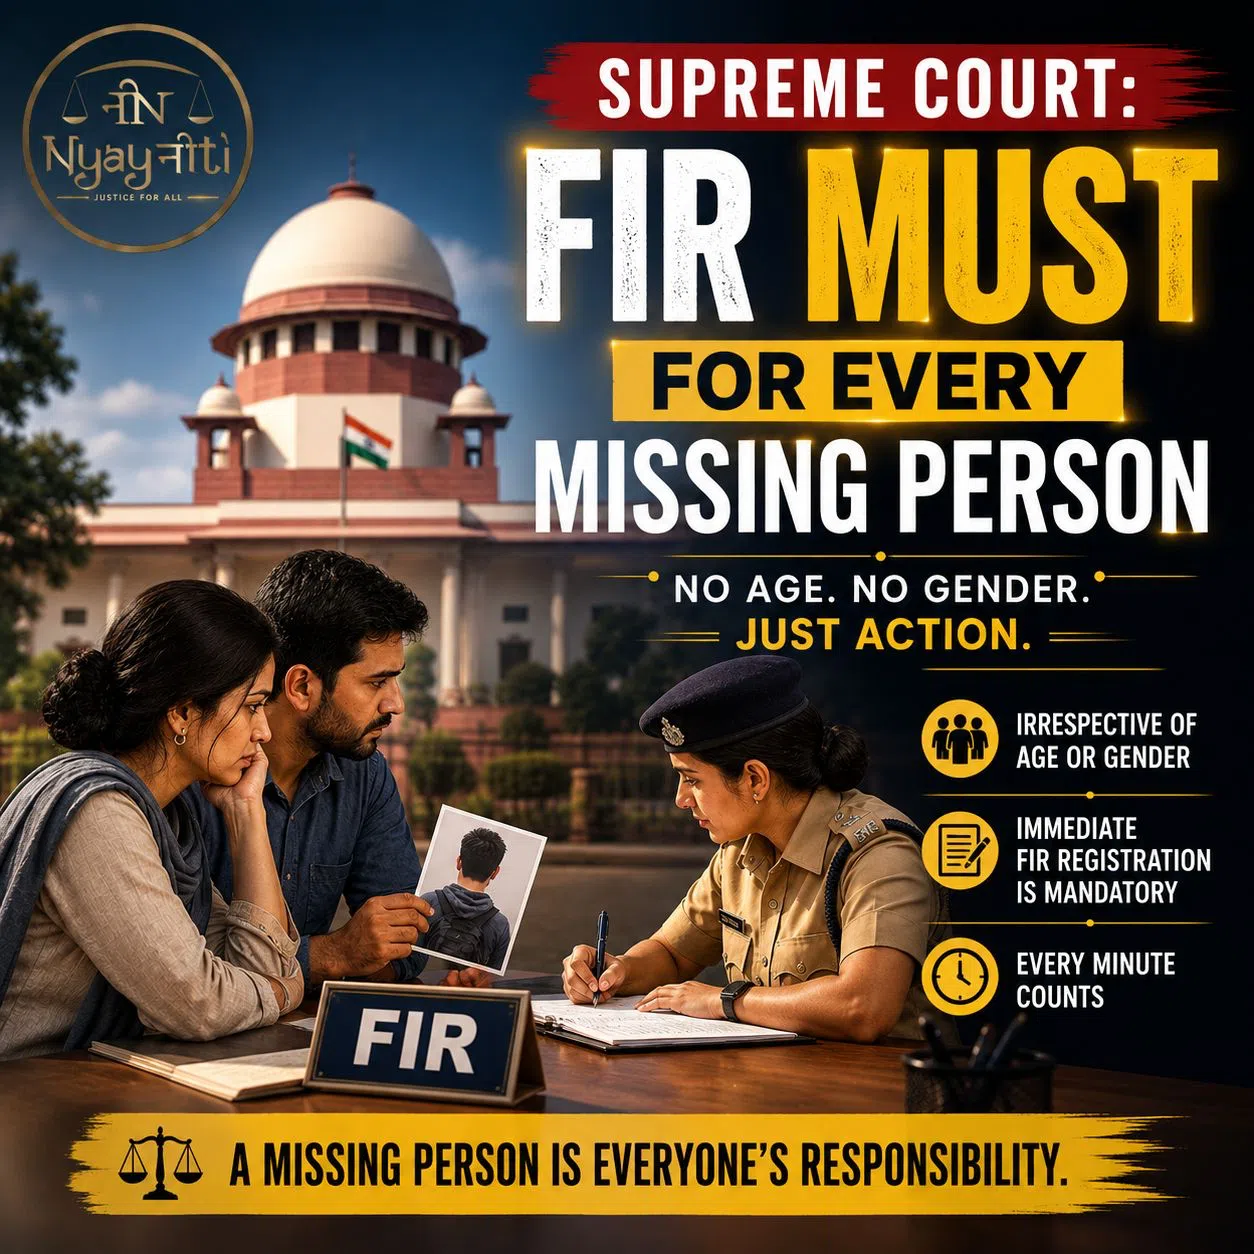 नीN
Nyayनीti
JUSTICE FOR ALL
SUPREME COURT:
FIR MUST
FOR EVERY
MISSING PERSON
NO AGE. NO GENDER.
JUST ACTION.
IRRESPECTIVE OF
AGE OR GENDER
IMMEDIATE
FIR REGISTRATION
IS MANDATORY
EVERY MINUTE
COUNTS
FIR
A MISSING PERSON IS EVERYONE'S RESPONSIBILITY.